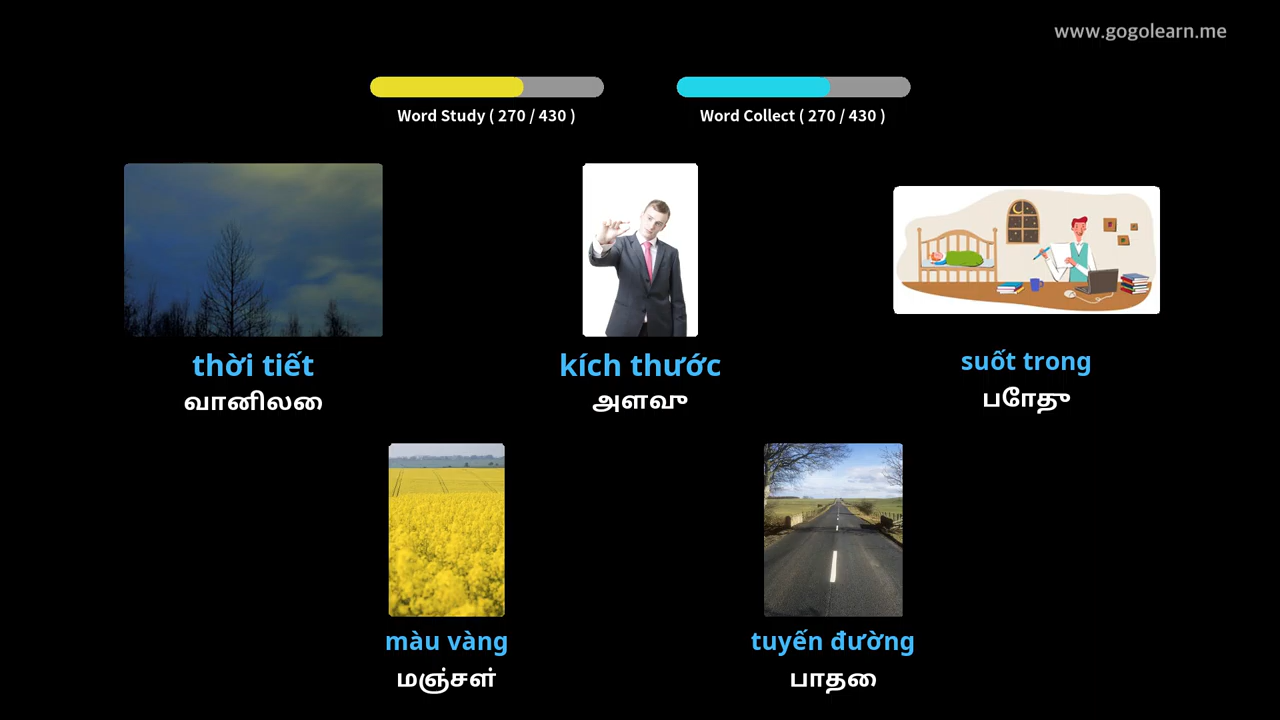 www.gogolearn.me
Word Study ( 270 / 430 )
Word Collect ( 270 / 430 )
thời tiết
வானிலை
kích thước
அளவு
suốt trong
போது
màu vàng
மஞ்சள்
tuyến đường
பாதை